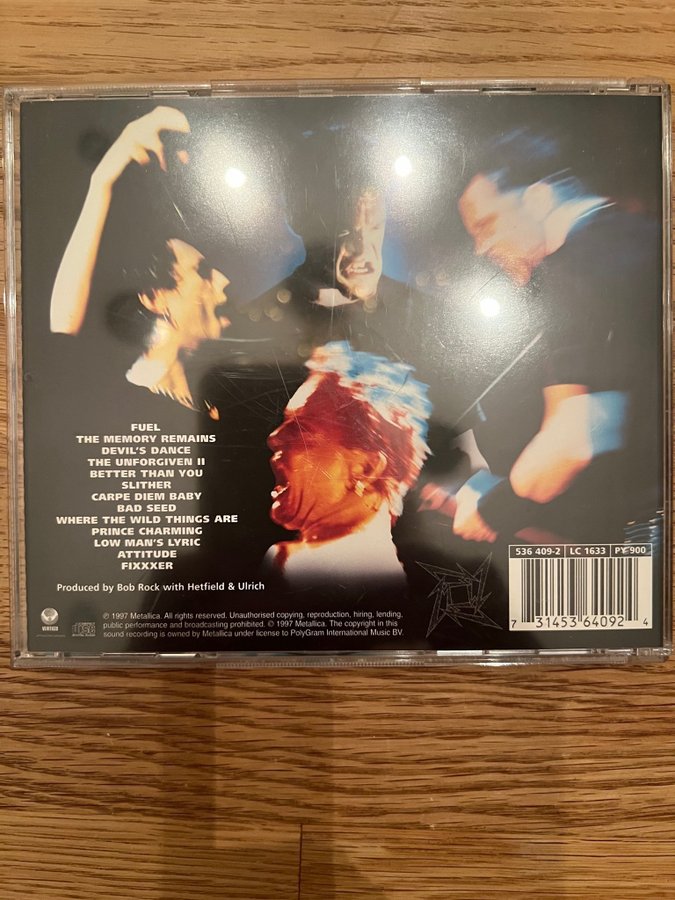 FUEL
THE MEMORY REMAINS
DEVIL'S DANCE
THE UNFORGIVEN II
BETTER THAN YOU
SLITHER
CARPE DIEM BABY
BAD SEED
WHERE THE WILD THINGS ARE
PRINCE CHARMING
LOW MAN'S LYRIC
ATTITUDE
FIXXXER
Produced by Bob Rock with Hetfield & Ulrich
536 409-2 LC 1633 PY 900
7 31453 64092 4
VERTIGO
℗ 1997 Metallica. All rights reserved. Unauthorised copying, reproduction, hiring, lending,
public performance and broadcasting prohibited. © 1997 Metallica. The copyright in this
sound recording is owned by Metallica under license to PolyGram International Music BV.